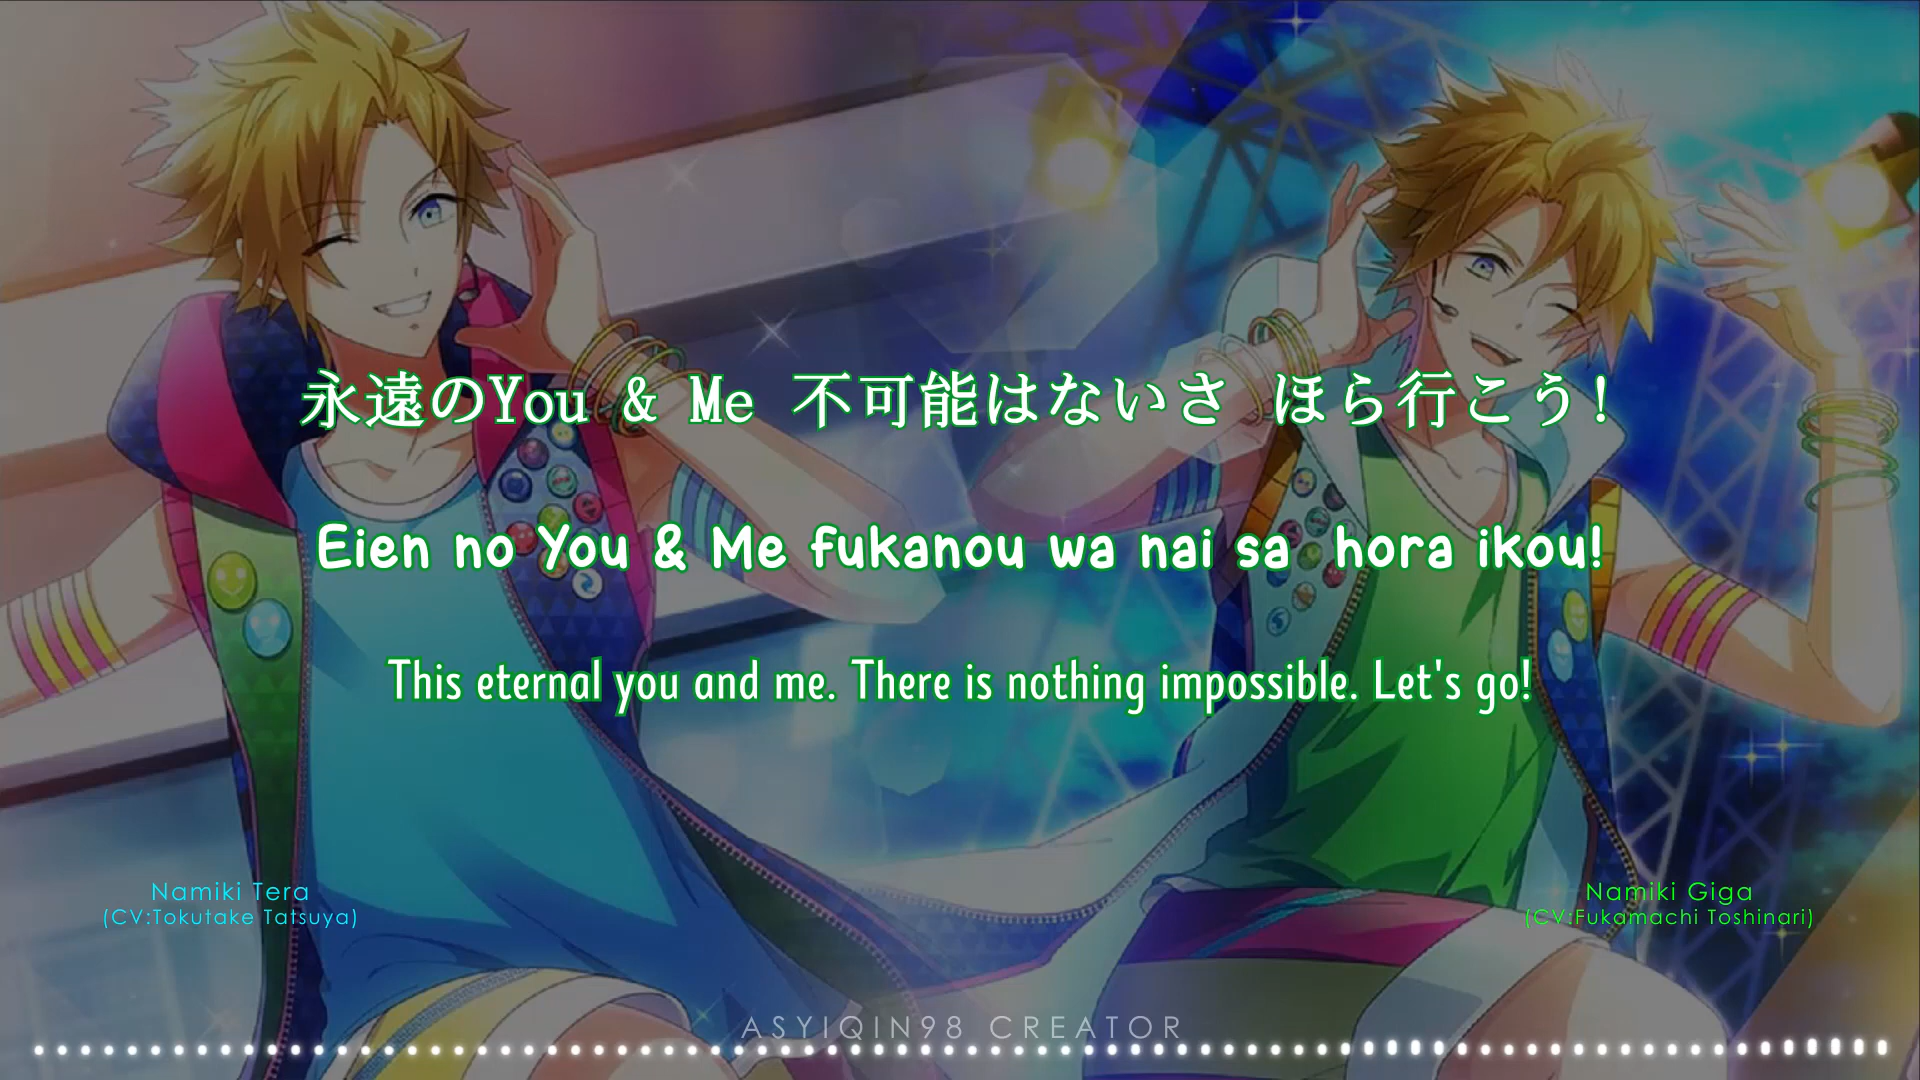 永遠のYou & Me 不可能はないさ ほら行こう!
Eien no You & Me fukanou wa nai sa hora ikou!
This eternal you and me. There is nothing impossible. Let's go!
Namiki Tera
(CV:Tokutake Tatsuya)
Namiki Giga
(CV:Fukamachi Toshinari)
ASYIQIN98 CREATOR